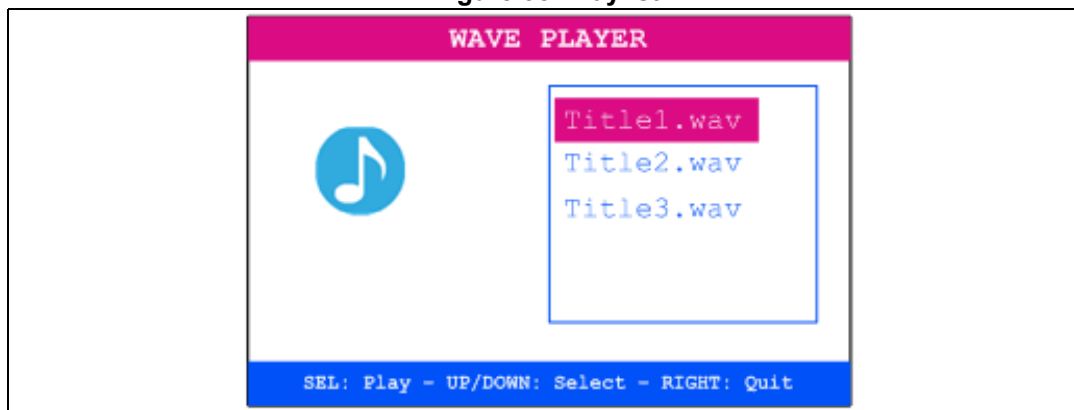 WAVE PLAYER
Title1.wav
Title2.wav
Title3.wav
SEL: Play - UP/DOWN: Select - RIGHT: Quit